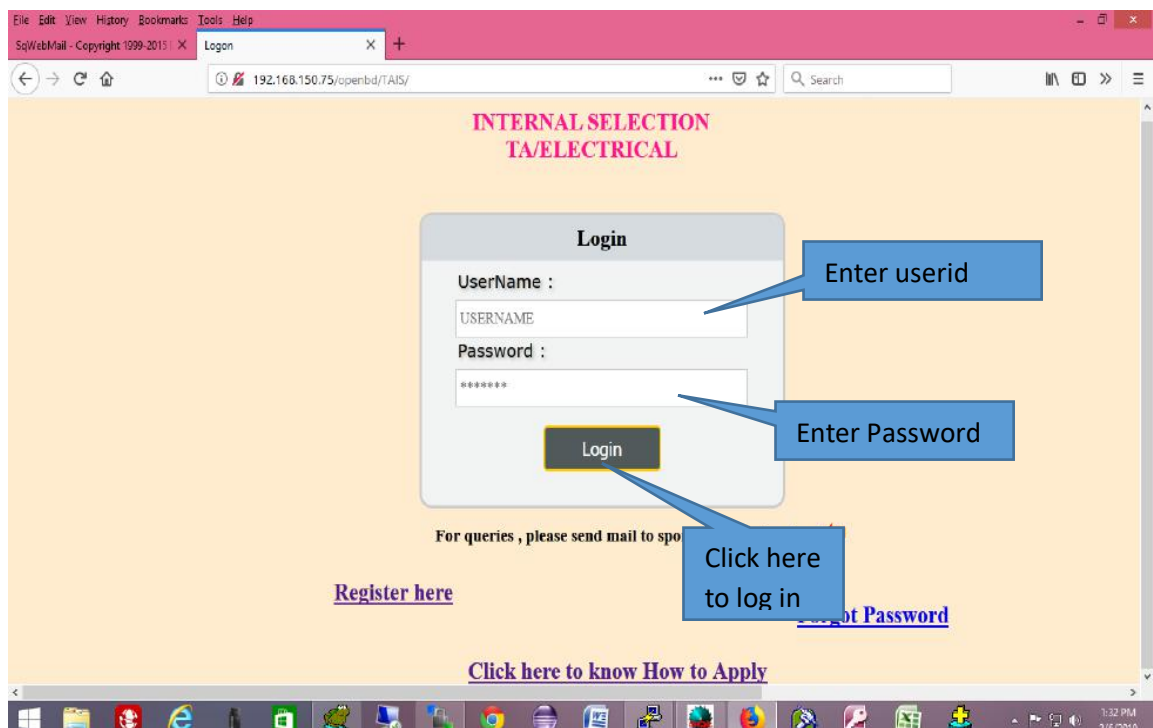 File Edit View History Bookmarks Tools Help
SqWebMail - Copyright 1999-2015 Logon
192.168.150.75/openbd/TAIS/ Search
INTERNAL SELECTION
TA/ELECTRICAL
Login
Enter userid
UserName :
USERNAME
Password :
*******
Enter Password
Login
For queries , please send mail to
Click here
to log in
Register here
Password
Click here to know How to Apply
1:32 PM